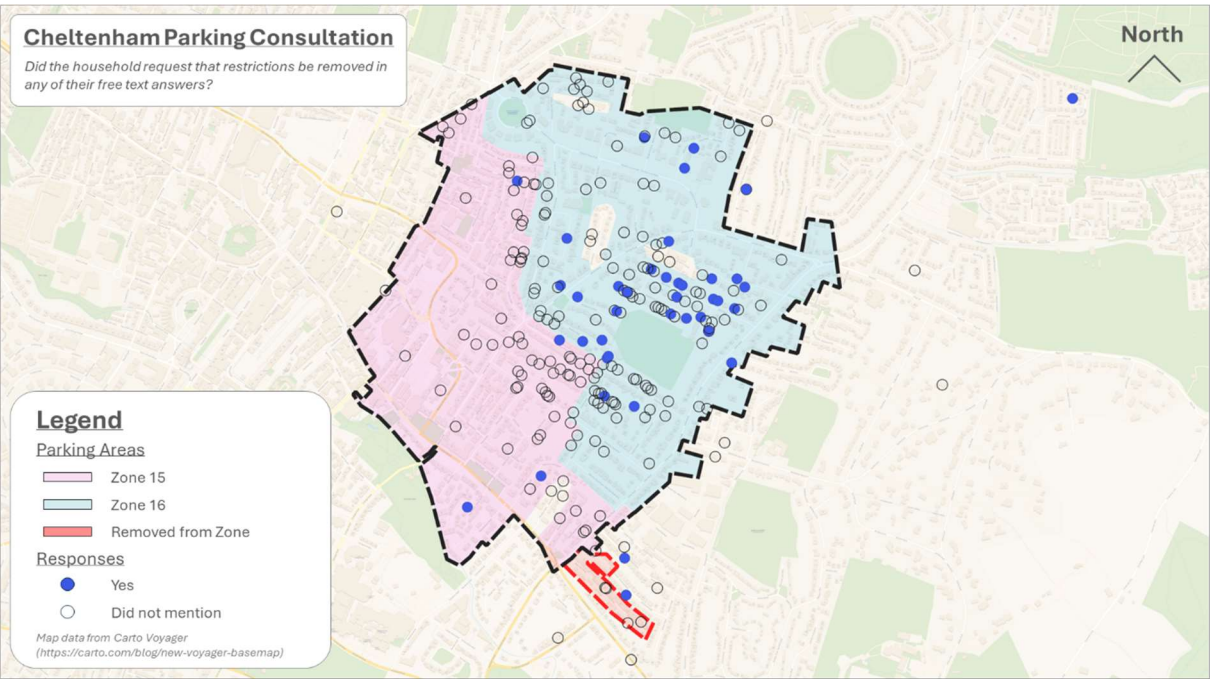 Cheltenham Parking Consultation
Did the household request that restrictions be removed in
any of their free text answers?
North
Legend
Parking Areas
Zone 15
Zone 16
Removed from Zone
Responses
Yes
Did not mention
Map data from Carto Voyager
(https://carto.com/blog/new-voyager-basemap)